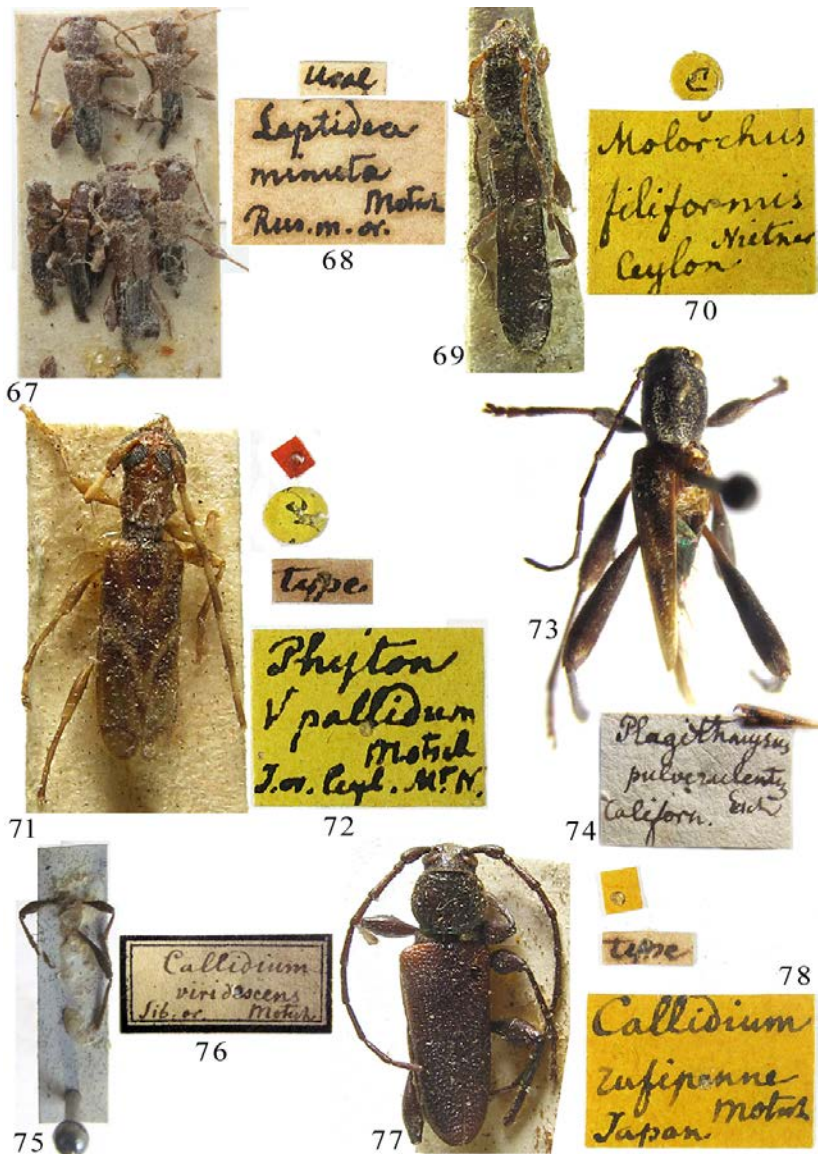 Ural
Leptidea
minuta
Motsch
Rus. m. or.
68
C
Molorchus
filiformis
Nietner
Ceylon
70
67
69
type
Phyton
V pallidum
Motsch
J. or. Ceyl. Mt. N.
71
72
73
Plagithmysus
pulverulentus
Esch
Californ.
74
75
Callidium
viridescens
Sib. or. Motsch
76
77
type
78
Callidium
rufipenne
Motsch
Japan.